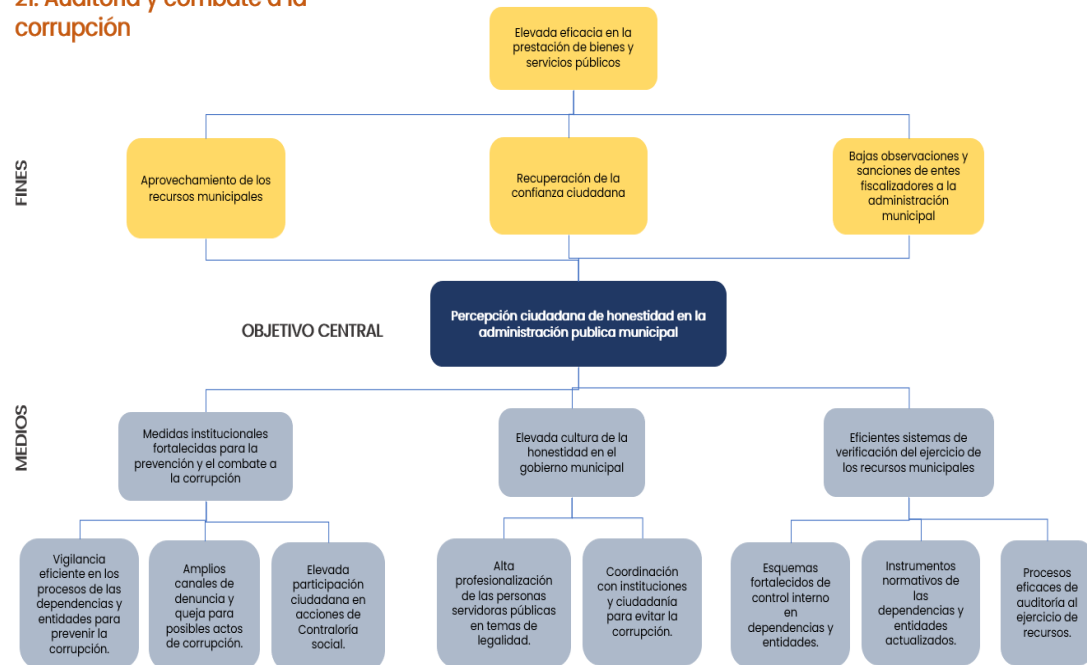 21. Auditoría y combate a la
corrupción
Elevada eficacia en la
prestación de bienes y
servicios públicos
FINES
Aprovechamiento de los
recursos municipales
Recuperación de la
confianza ciudadana
Bajas observaciones y
sanciones de entes
fiscalizadores a la
administración
municipal
OBJETIVO CENTRAL
Percepción ciudadana de honestidad en la
administración publica municipal
MEDIOS
Medidas institucionales
fortalecidas para la
prevención y el combate a
la corrupción
Elevada cultura de la
honestidad en el
gobierno municipal
Eficientes sistemas de
verificación del ejercicio de
los recursos municipales
Vigilancia
eficiente en los
procesos de las
dependencias y
entidades para
prevenir la
corrupción.
Amplios
canales de
denuncia y
queja para
posibles actos
de corrupción.
Elevada
participación
ciudadana en
acciones de
Contraloría
social.
Alta
profesionalización
de las personas
servidoras públicas
en temas de
legalidad.
Coordinación
con instituciones
y ciudadanía
para evitar la
corrupción.
Esquemas
fortalecidos de
control interno
en
dependencias y
entidades.
Instrumentos
normativos de
las
dependencias y
entidades
actualizados.
Procesos
eficaces de
auditoría al
ejercicio de
recursos.